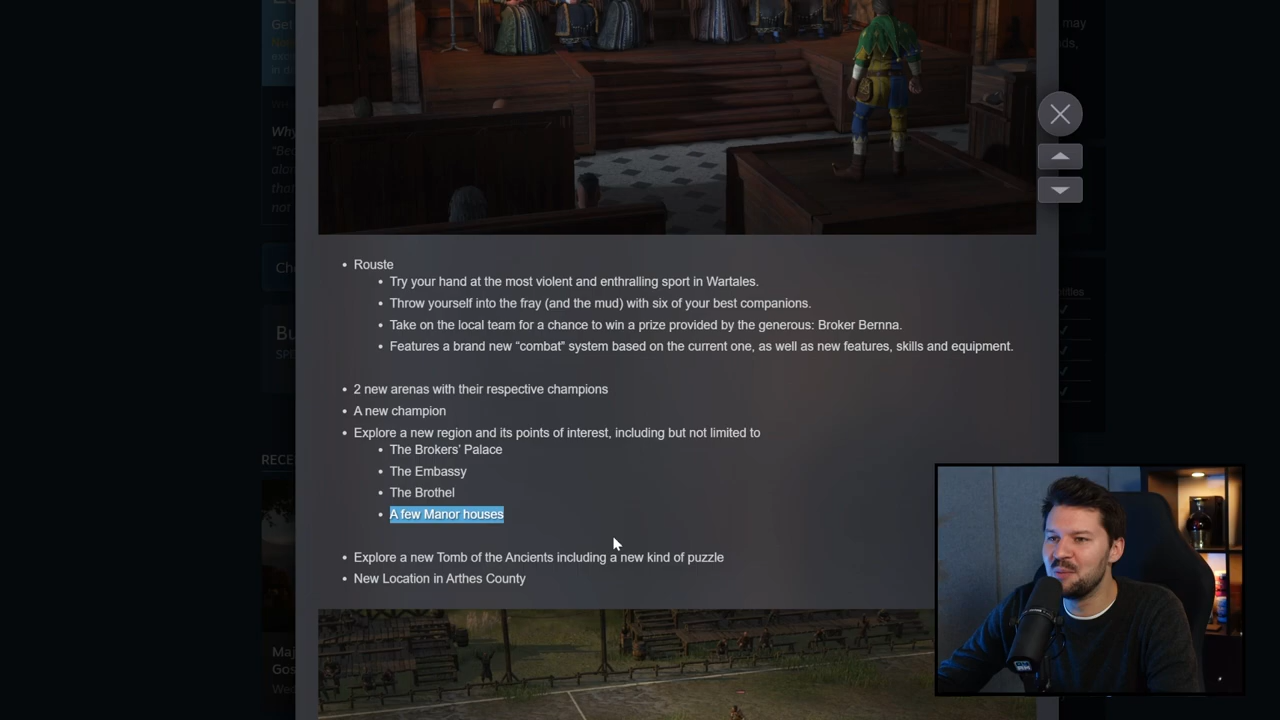 Get
may
Rouste
Try your hand at the most violent and enthralling sport in Wartales.
Throw yourself into the fray (and the mud) with six of your best companions.
Take on the local team for a chance to win a prize provided by the generous: Broker Bernna.
Features a brand new “combat” system based on the current one, as well as new features, skills and equipment.
2 new arenas with their respective champions
A new champion
Explore a new region and its points of interest, including but not limited to
The Brokers’ Palace
The Embassy
The Brothel
A few Manor houses
Explore a new Tomb of the Ancients including a new kind of puzzle
New Location in Arthes County
RECE